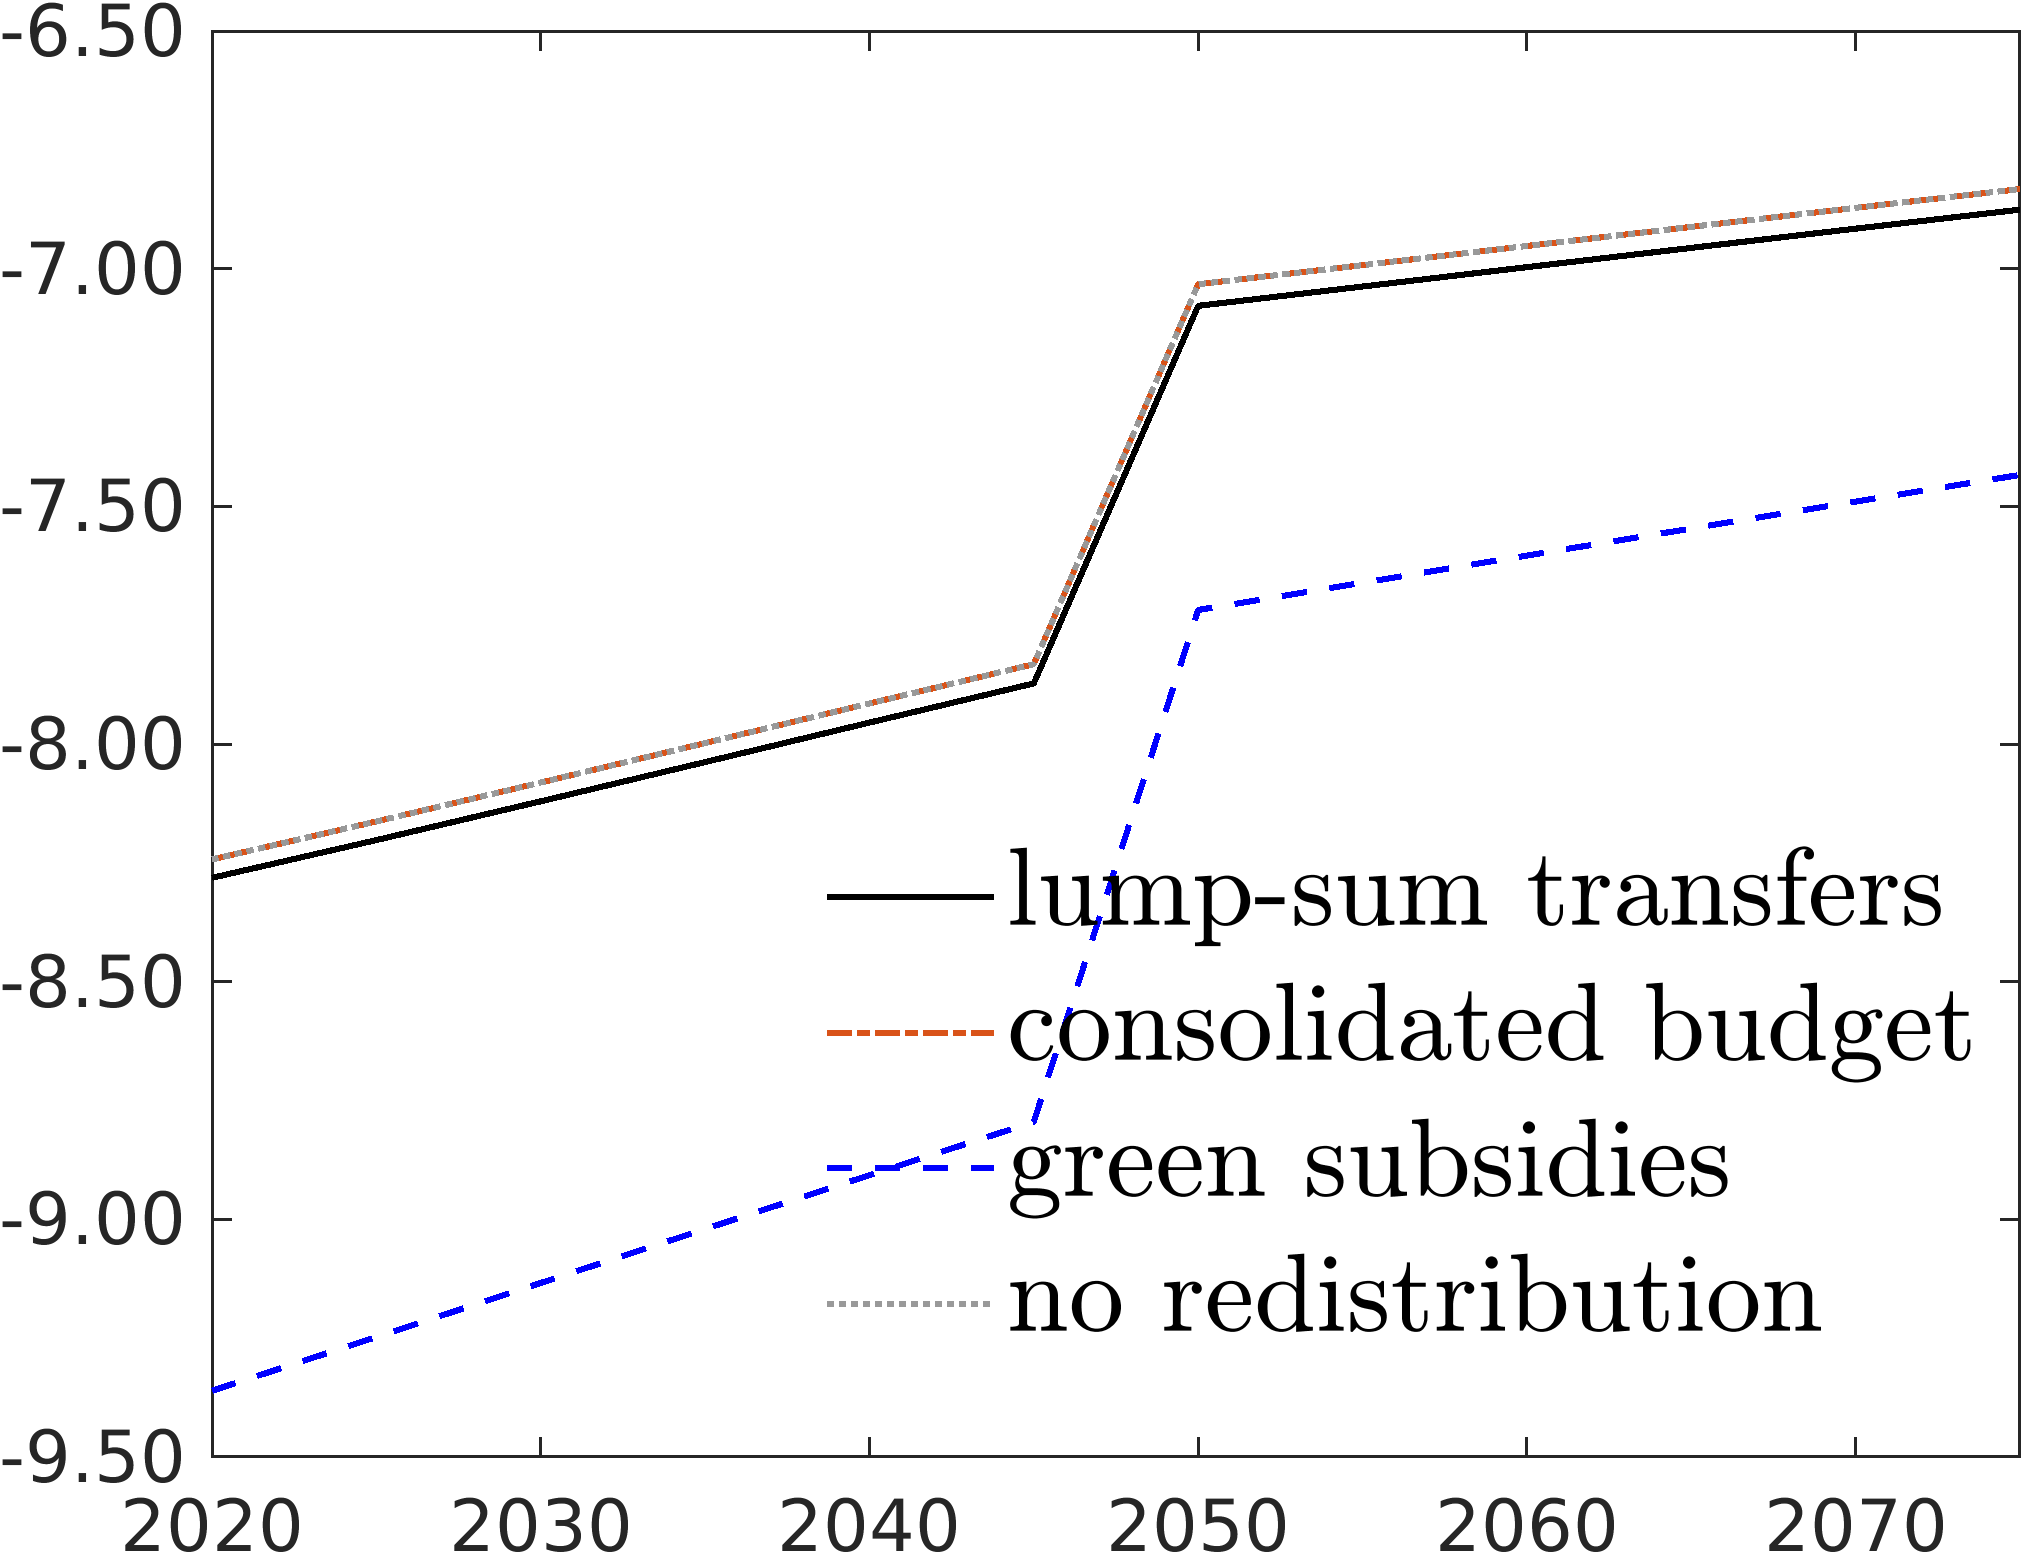 -6.50
-7.00
-7.50
-8.00
-8.50
-9.00
-9.50
lump-sum transfers
consolidated budget
green subsidies
no redistribution
2020 2030 2040 2050 2060 2070